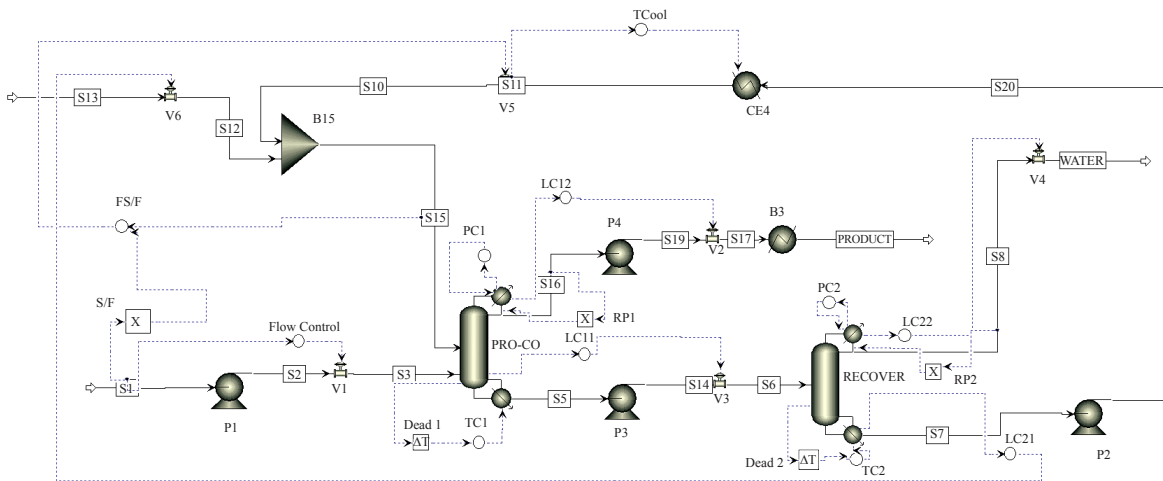 TCool
S13
V6
S10
S11
V5
CE4
S20
S12
B15
WATER
V4
FS/F
S15
LC12
PC1
P4
S19
V2
S17
B3
PRODUCT
S8
S16
PC2
S/F
X
Flow Control
X
RP1
LC22
PRO-CO
LC11
RECOVER
X
RP2
S1
S2
V1
S3
S14
V3
S6
P1
S5
P3
Dead 1
ΔT
TC1
S7
LC21
P2
Dead 2
ΔT
TC2